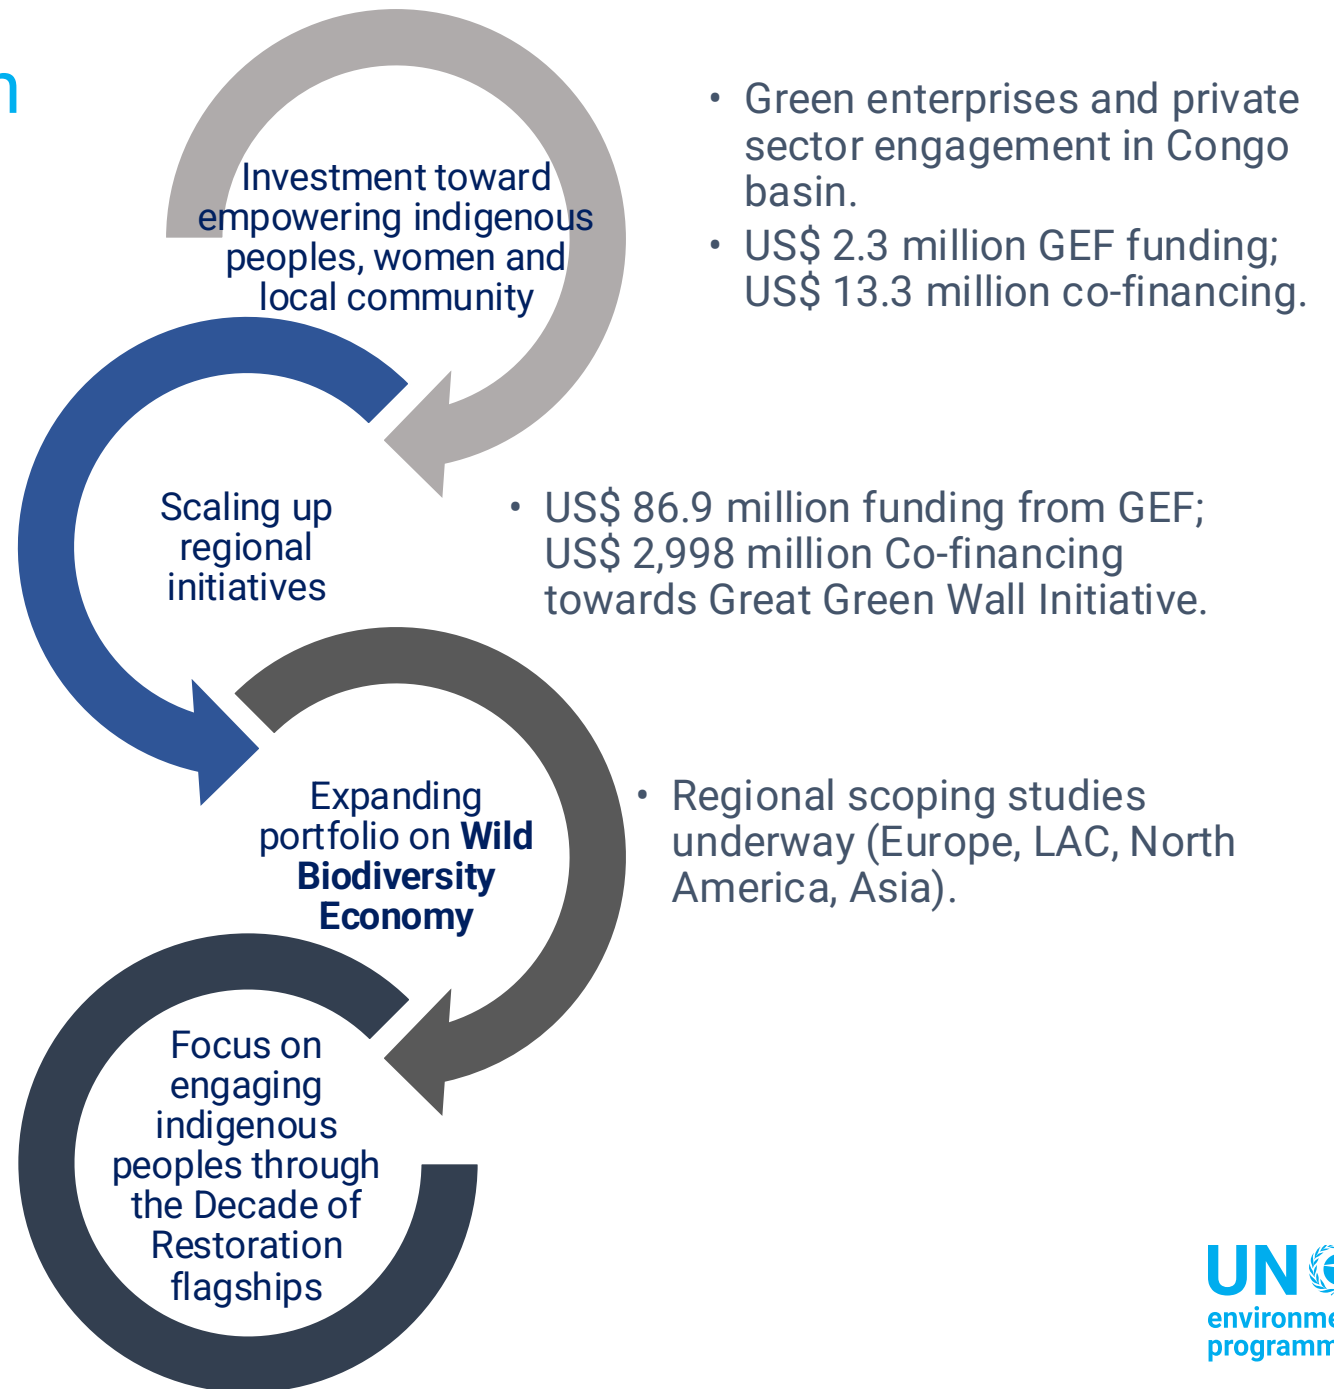 Investment toward
empowering indigenous
peoples, women and
local community
• Green enterprises and private
sector engagement in Congo
basin.
• US$ 2.3 million GEF funding;
US$ 13.3 million co-financing.
Scaling up
regional
initiatives
• US$ 86.9 million funding from GEF;
US$ 2,998 million Co-financing
towards Great Green Wall Initiative.
Expanding
portfolio on Wild
Biodiversity
Economy
• Regional scoping studies
underway (Europe, LAC, North
America, Asia).
Focus on
engaging
indigenous
peoples through
the Decade of
Restoration
flagships
UN